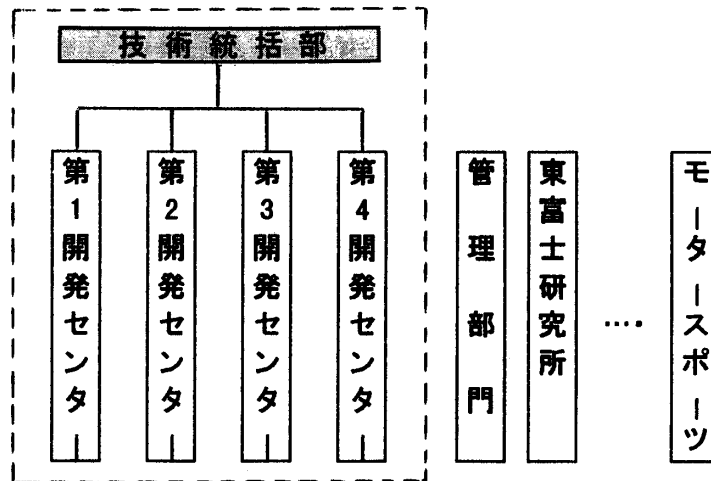 技術統括部
第1開発センター
第2開発センター
第3開発センター
第4開発センター
管理部門
東富士研究所
....
モータースポーツ